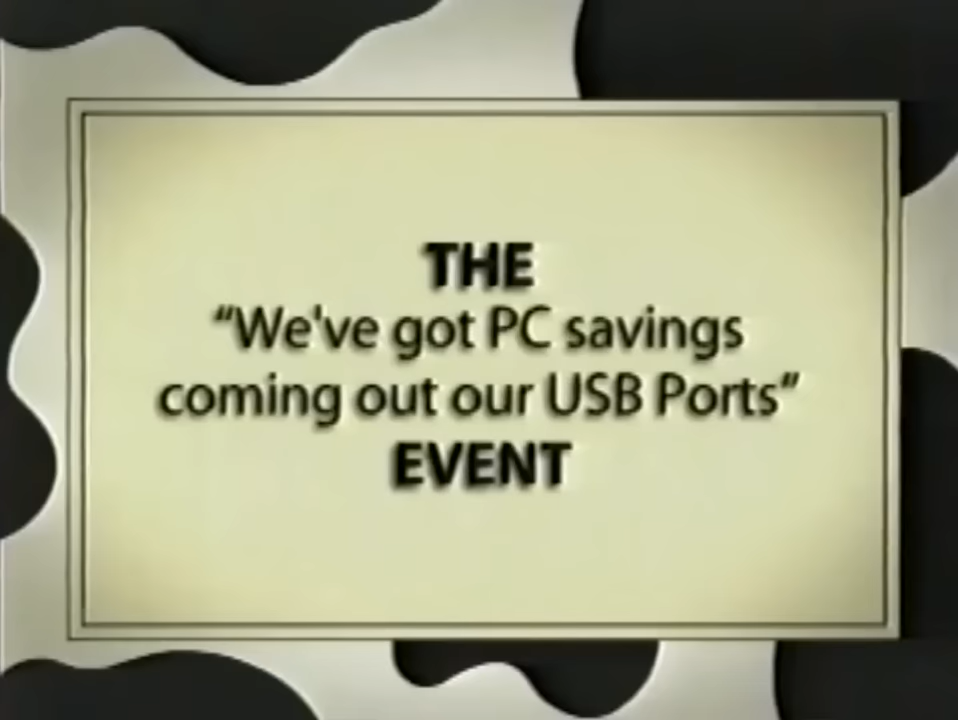 THE
“We've got PC savings
coming out our USB Ports”
EVENT